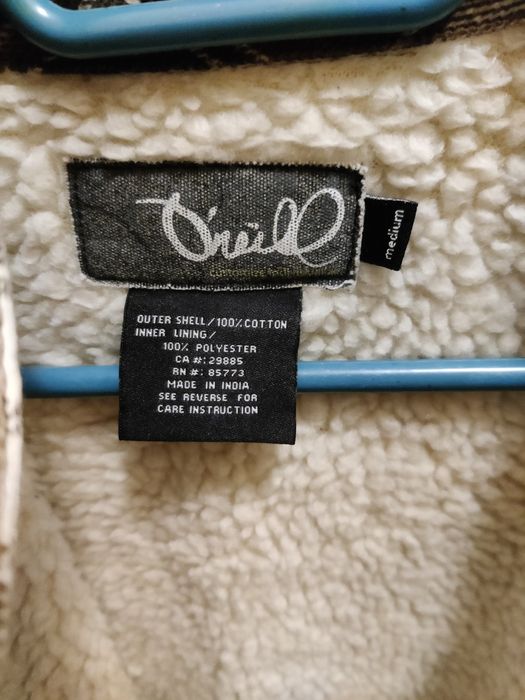 O'neill
medium
OUTER SHELL/100%COTTON
INNER LINING/
100% POLYESTER
CA #:29885
RN #: 85773
MADE IN INDIA
SEE REVERSE FOR
CARE INSTRUCTION